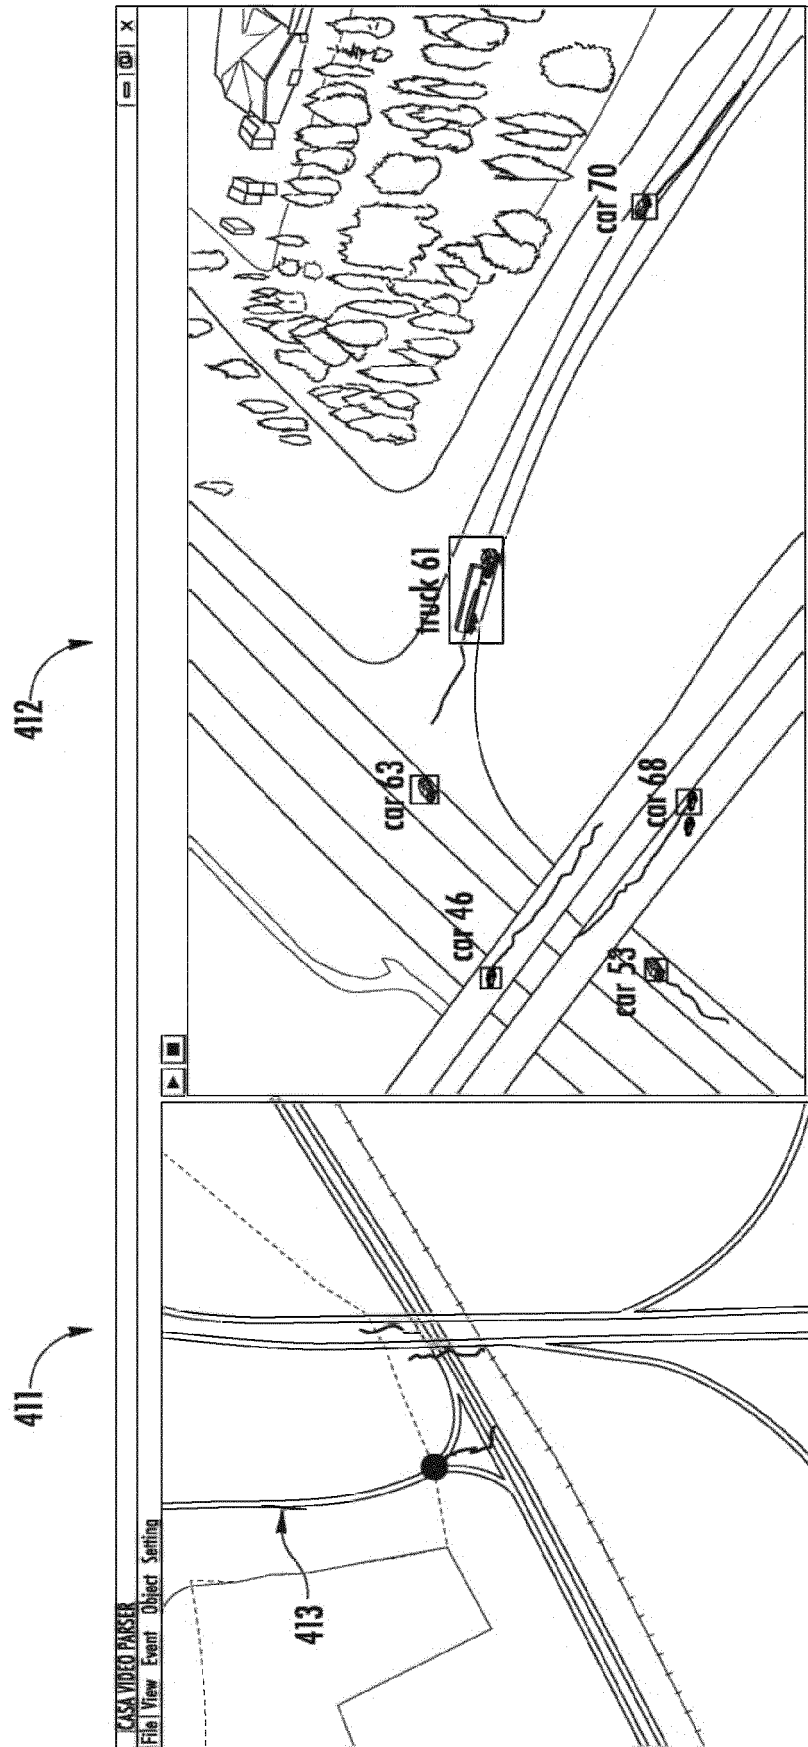 411
412
CASA VIDEO PARSER
File View Event Object Setting
413
car 46
car 53
car 63
car 68
truck 61
car 70